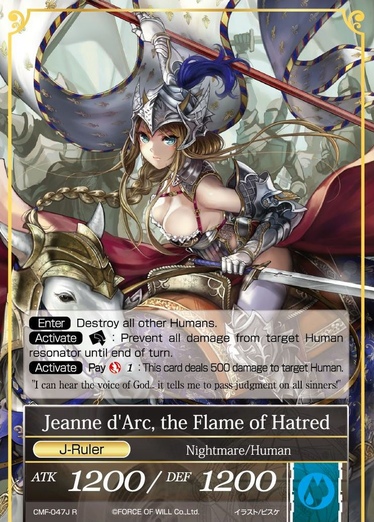 Enter Destroy all other Humans.
Activate : Prevent all damage from target Human
resonator until end of turn.
Activate Pay 1 : This card deals 500 damage to target Human.
"I can hear the voice of God.. it tells me to pass judgment on all sinners!"
Jeanne d'Arc, the Flame of Hatred
J-Ruler Nightmare/Human
ATK 1200 / DEF 1200
CMF-047J R ©FORCE OF WILL Co.,Ltd. イラスト/ビスケ